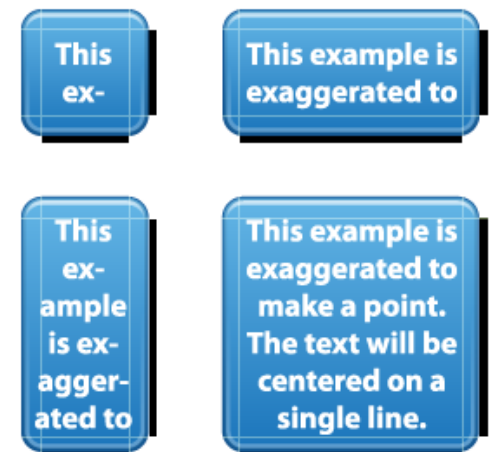 This
ex-
This example is
exaggerated to
This
ex-
ample
is ex-
agger-
ated to
This example is
exaggerated to
make a point.
The text will be
centered on a
single line.